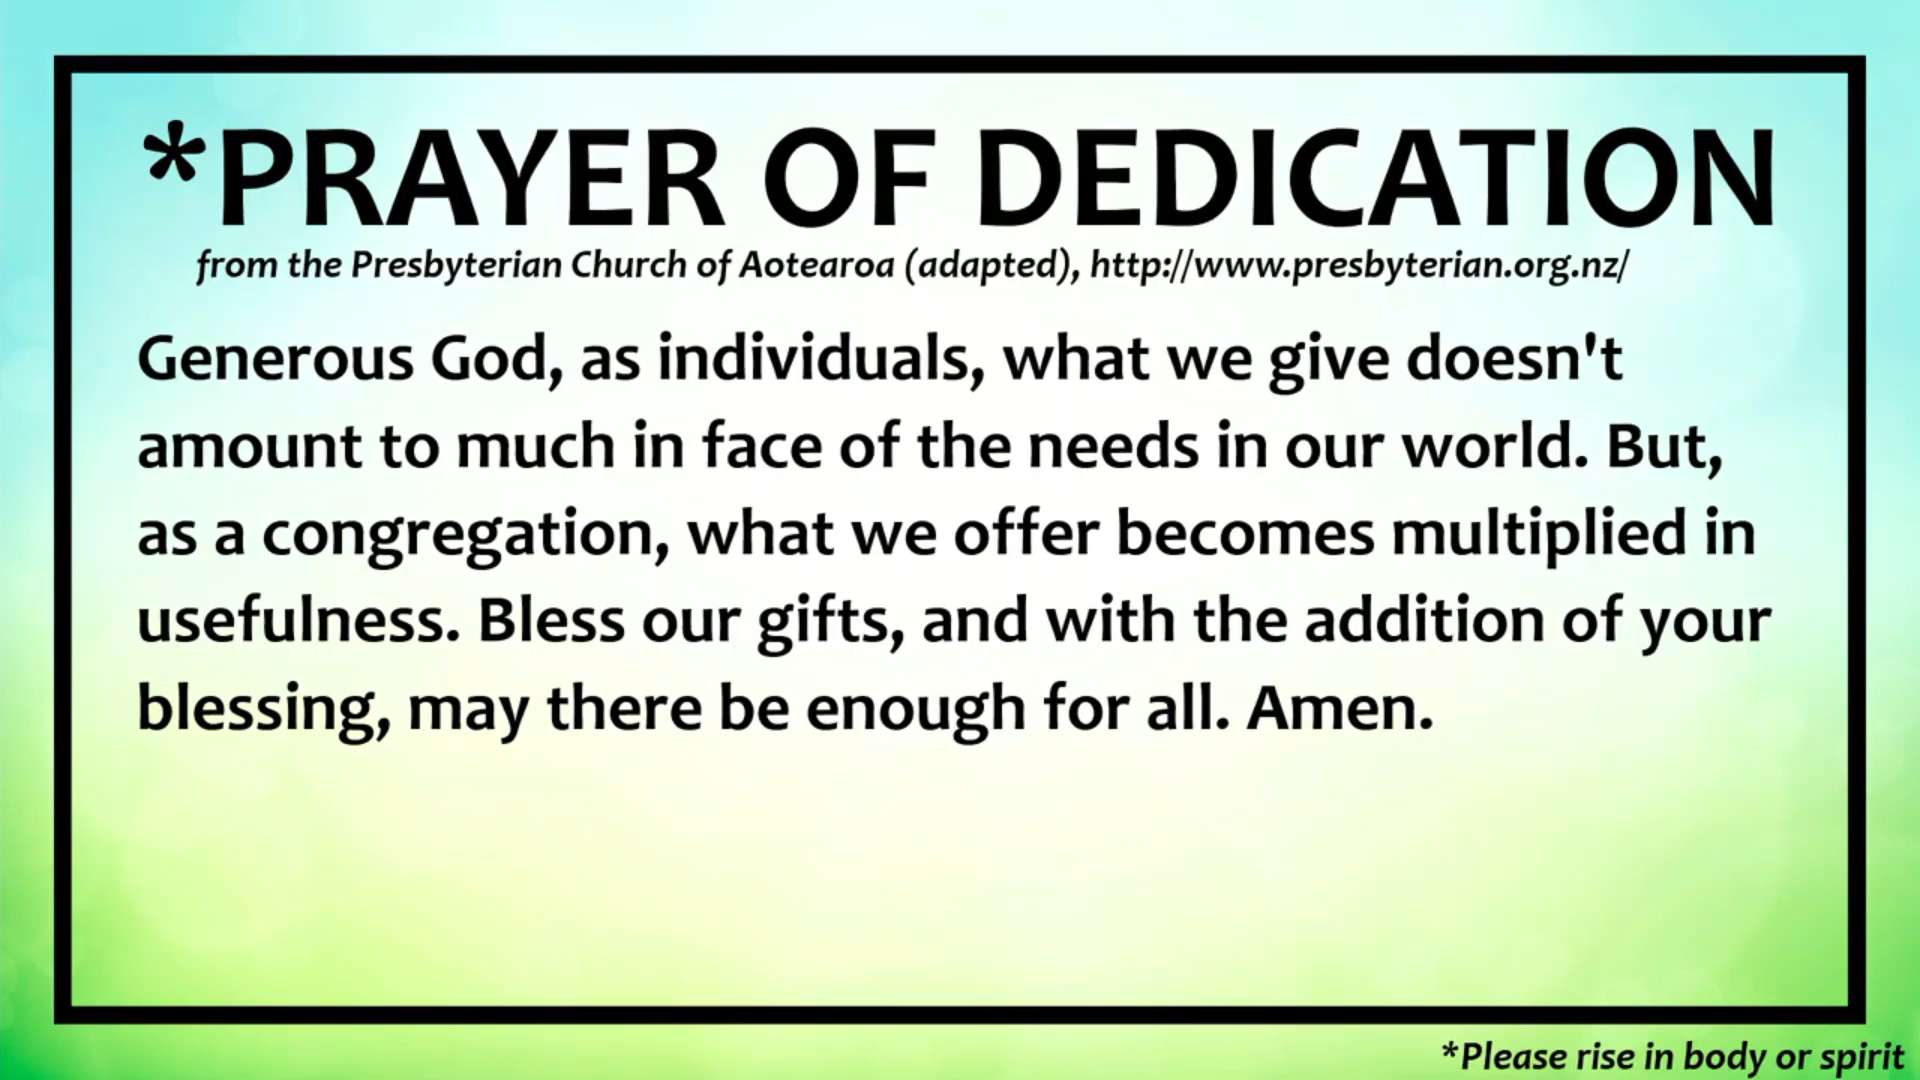 *PRAYER OF DEDICATION
from the Presbyterian Church of Aotearoa (adapted), http://www.presbyterian.org.nz/
Generous God, as individuals, what we give doesn't
amount to much in face of the needs in our world. But,
as a congregation, what we offer becomes multiplied in
usefulness. Bless our gifts, and with the addition of your
blessing, may there be enough for all. Amen.
*Please rise in body or spirit